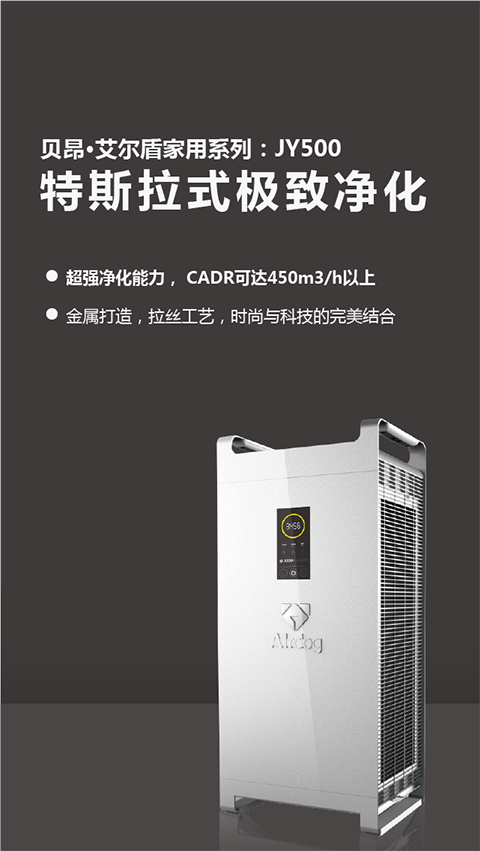 贝昂•艾尔盾家用系列：JY500
特斯拉式极致净化
超强净化能力， CADR可达450m3/h以上
金属打造，拉丝工艺，时尚与科技的完美结合
Airdog